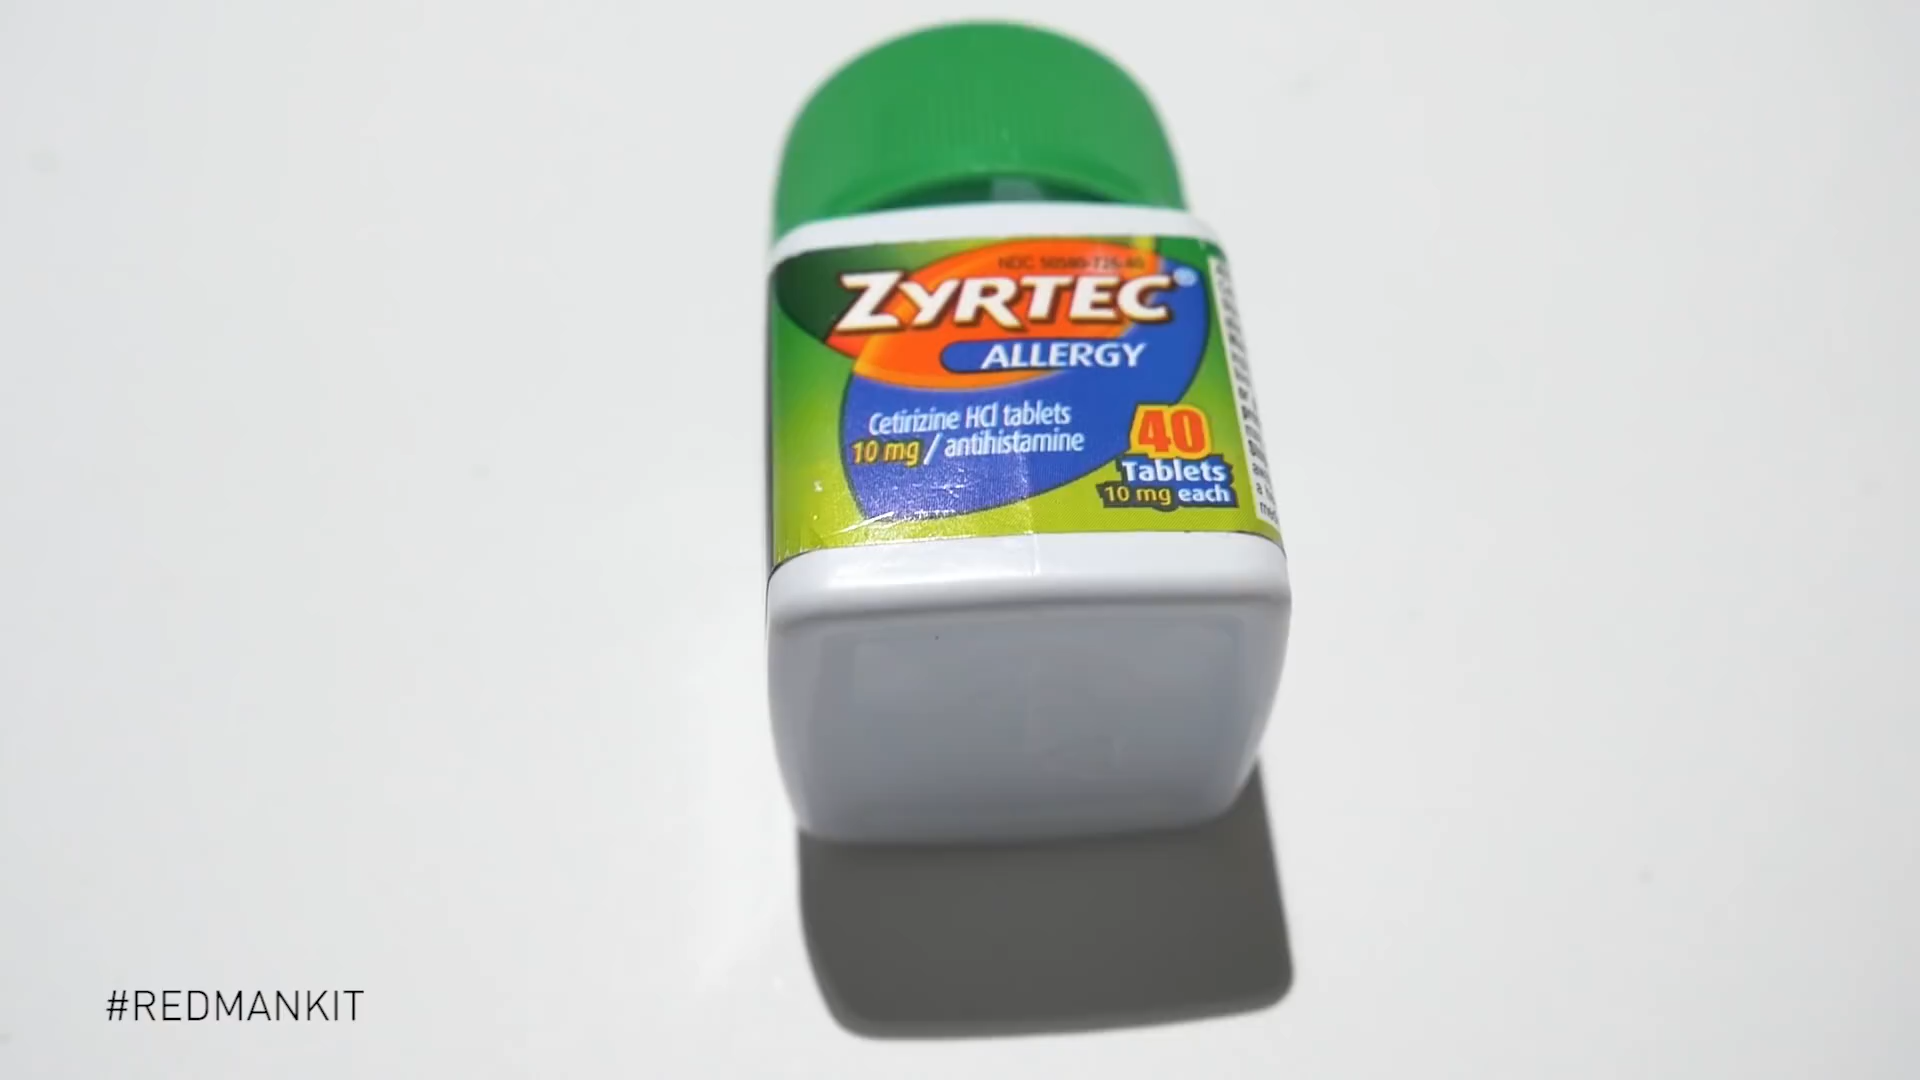 ZYRTEC®
ALLERGY
Cetirizine HCl tablets
10 mg / antihistamine
40
Tablets
10 mg each
#REDMANKIT